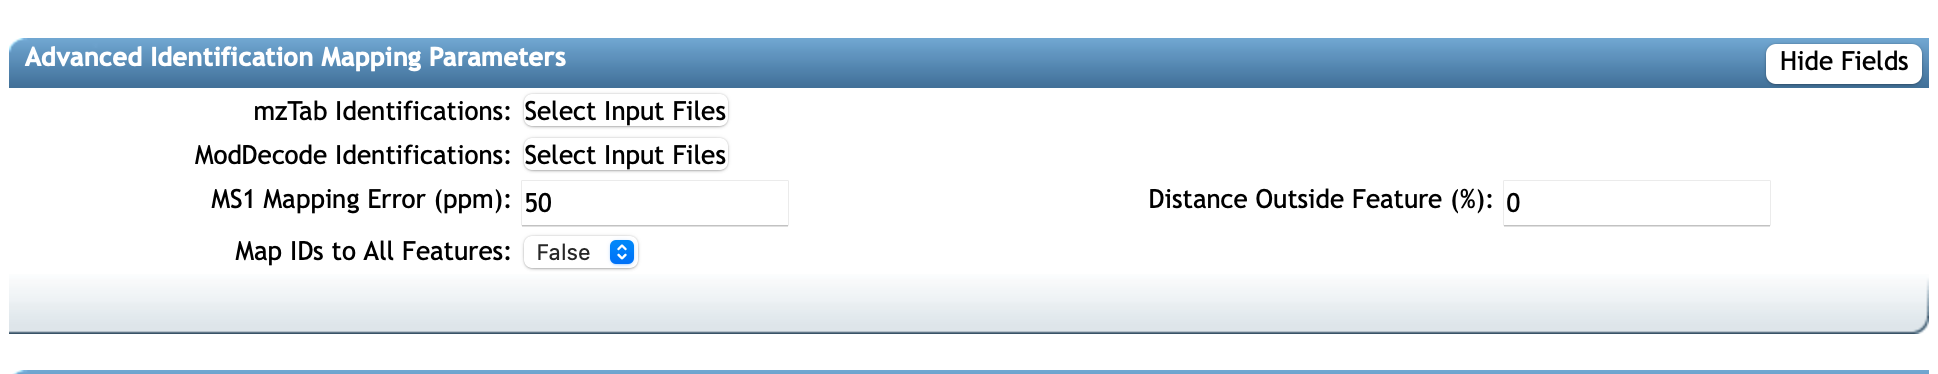 Advanced Identification Mapping Parameters
Hide Fields
mzTab Identifications: Select Input Files
ModDecode Identifications: Select Input Files
MS1 Mapping Error (ppm): 50 Distance Outside Feature (%): 0
Map IDs to All Features: False